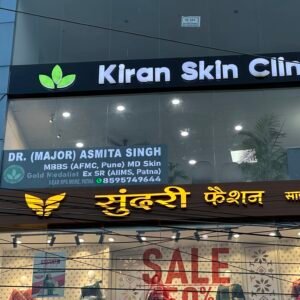 Kiran Skin Clin
DR. (MAJOR) ASMITA SINGH
MBBS (AFMC, Pune) MD Skin
Gold Medalist Ex SR (AIIMS, Patna)
8595749644
सुंदरी फैशन
SALE
50%